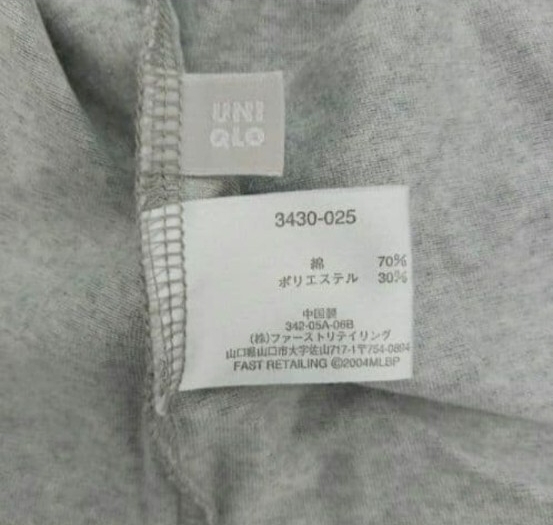 UNI
QLO
3430-025
綿 70%
ポリエステル 30%
中国製
342-05A-06B
(株)ファーストリテイリング
山口県山口市大字佐山717-1〒754-0894
FAST RETAILING ©2004MLBP